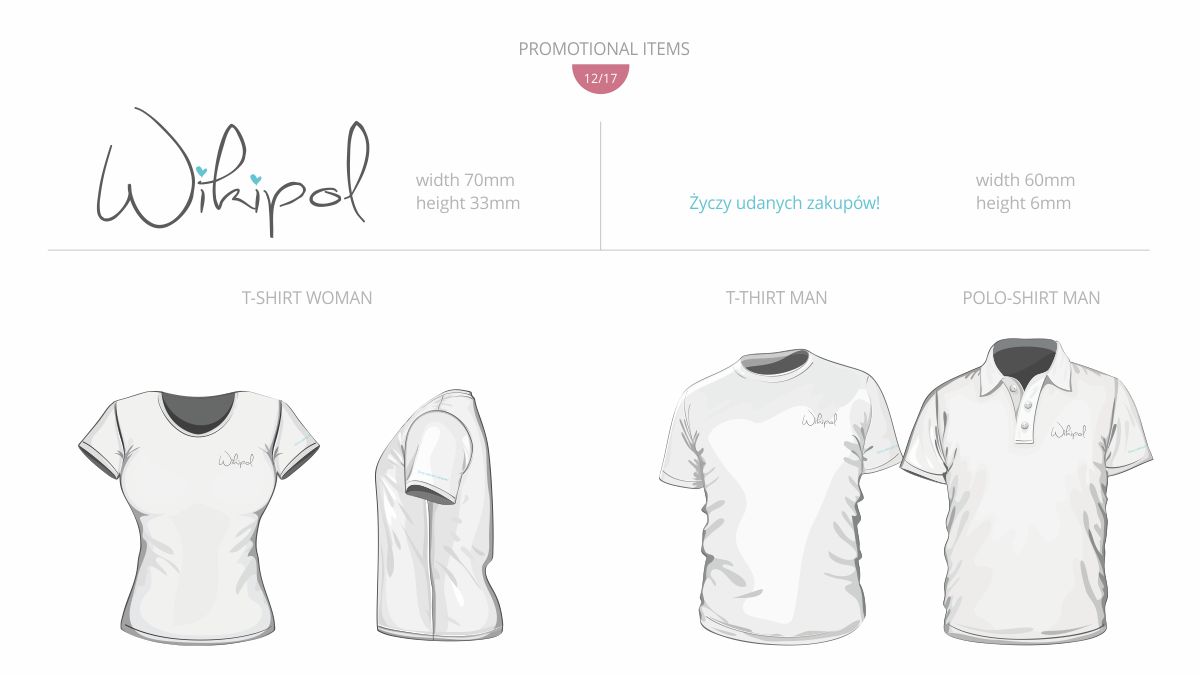 PROMOTIONAL ITEMS
12/17
Wikipol
width 70mm
height 33mm
Życzy udanych zakupów!
width 60mm
height 6mm
T-SHIRT WOMAN
T-THIRT MAN
POLO-SHIRT MAN
Wikipol
Wikipol
Wikipol